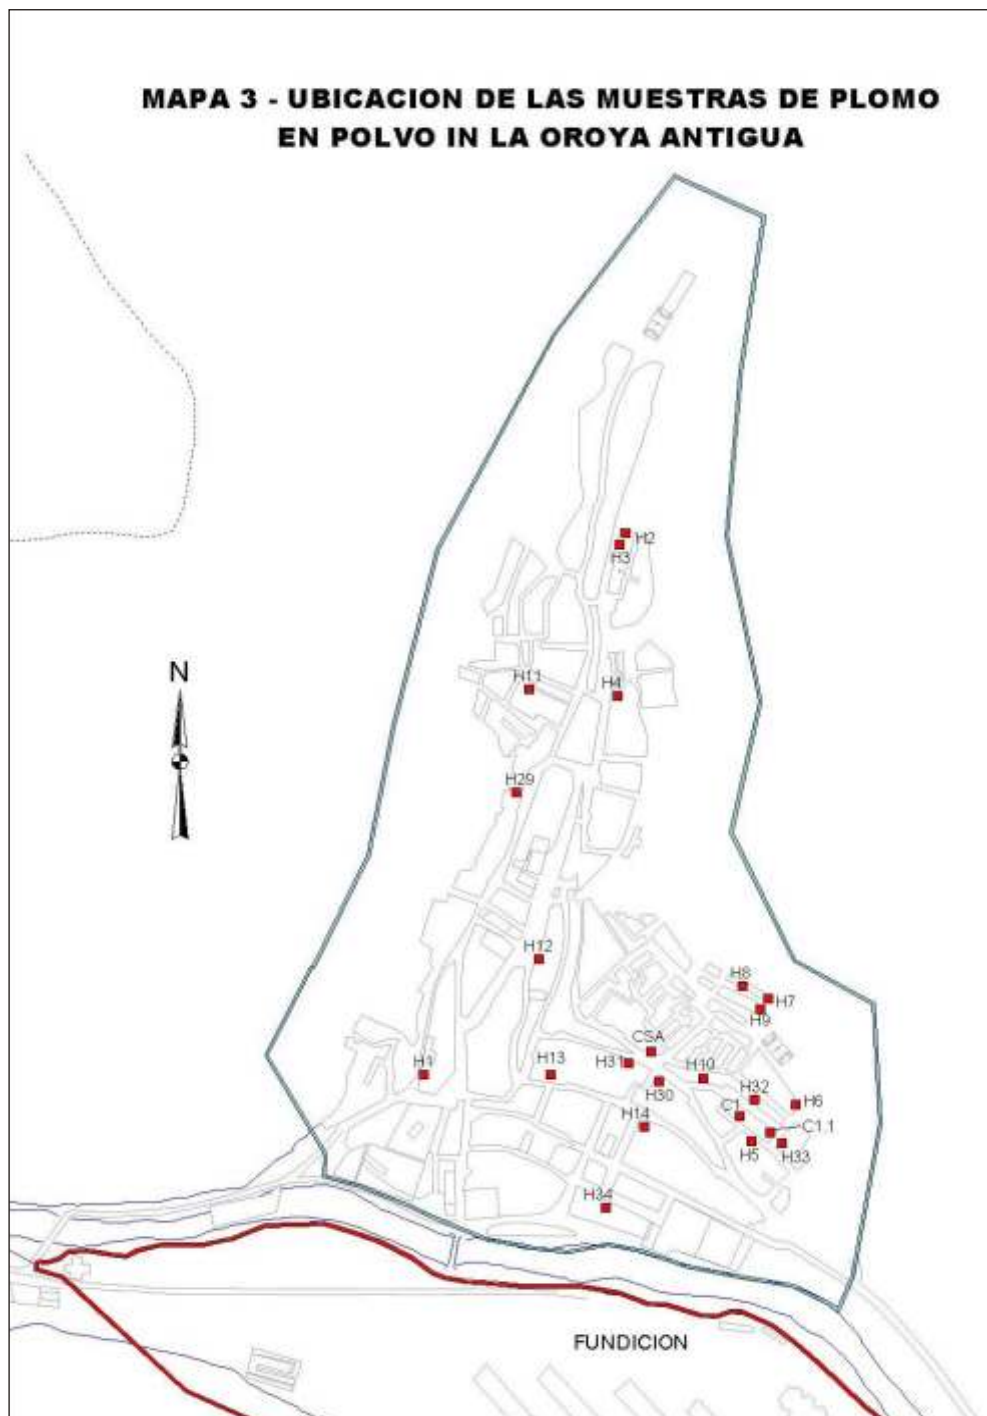 MAPA 3 - UBICACION DE LAS MUESTRAS DE PLOMO
EN POLVO IN LA OROYA ANTIGUA
H2
H3
N
H11
H4
H29
H12
H8
H7
H9
CSA
H1
H13
H31
H10
H30
H32
H6
C1
H14
C1.1
H5
H33
H34
FUNDICION